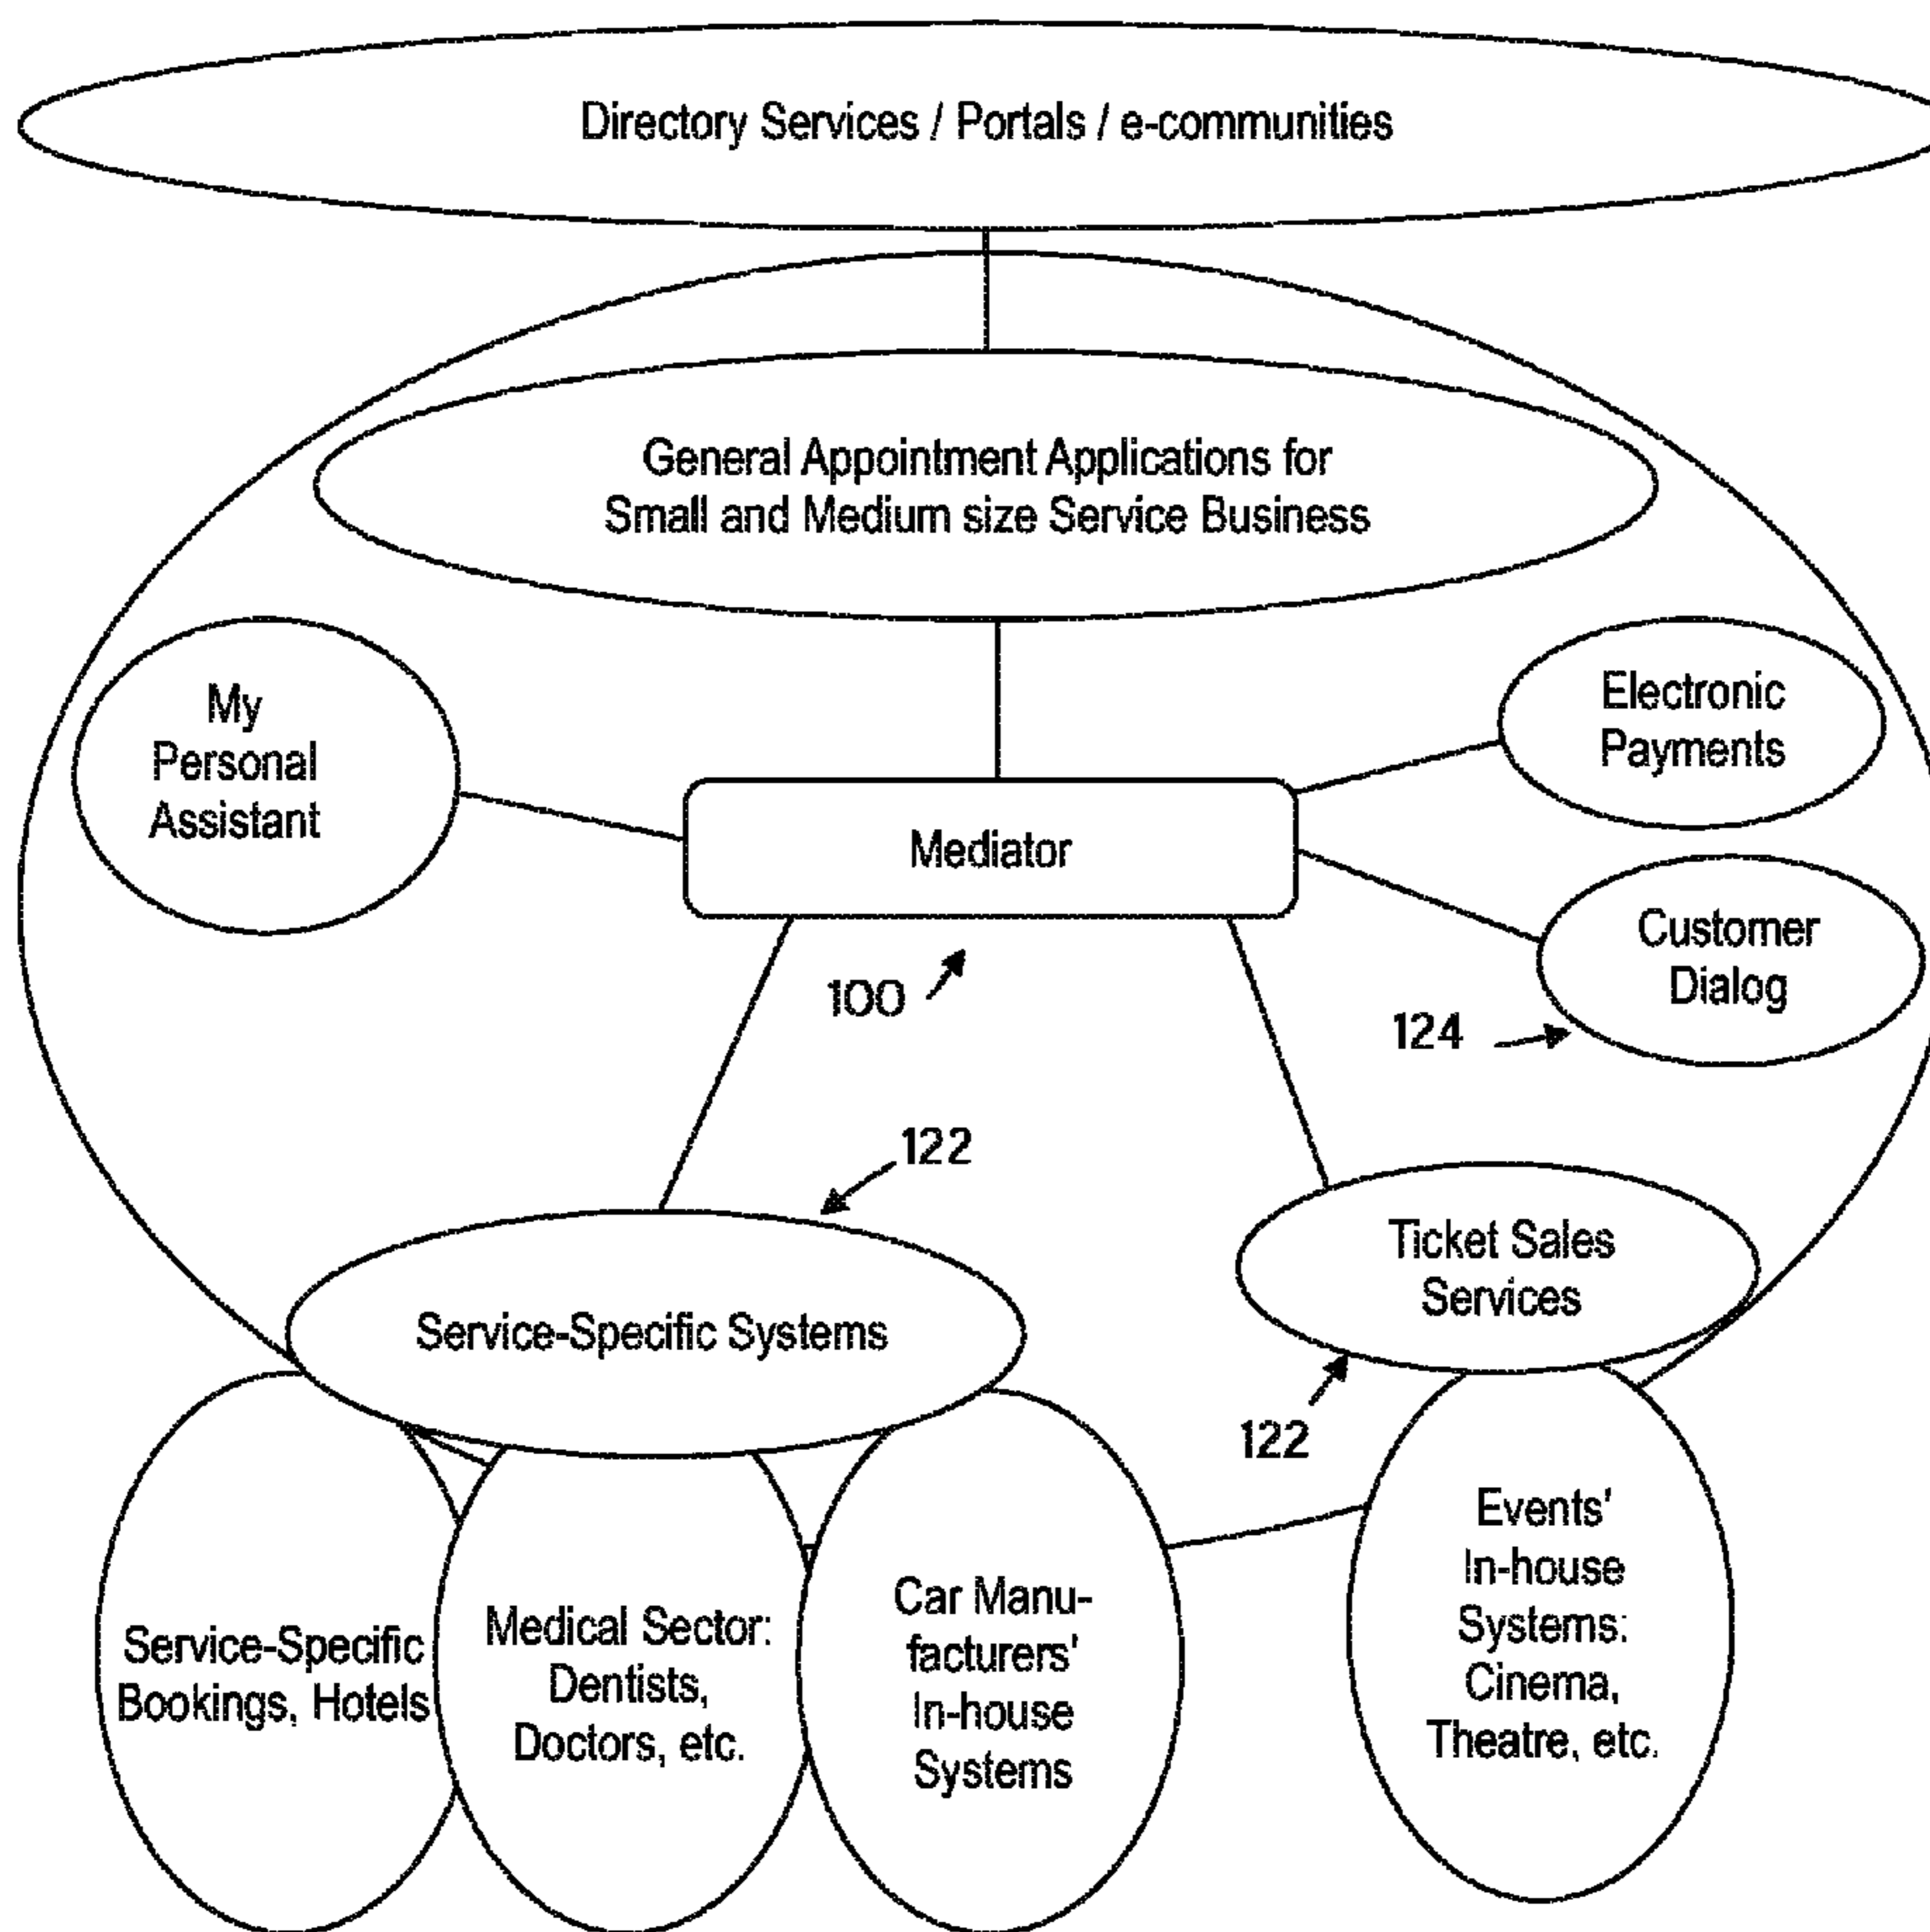 Directory Services / Portals / e-communities
General Appointment Applications for
Small and Medium size Service Business
My
Personal
Assistant
Electronic
Payments
Mediator
Customer
Dialog
100
124
122
Ticket Sales
Services
Service-Specific Systems
122
Service-Specific
Bookings, Hotels
Medical Sector:
Dentists,
Doctors, etc.
Car Manu-
facturers'
In-house
Systems
Events'
In-house
Systems:
Cinema,
Theatre, etc.